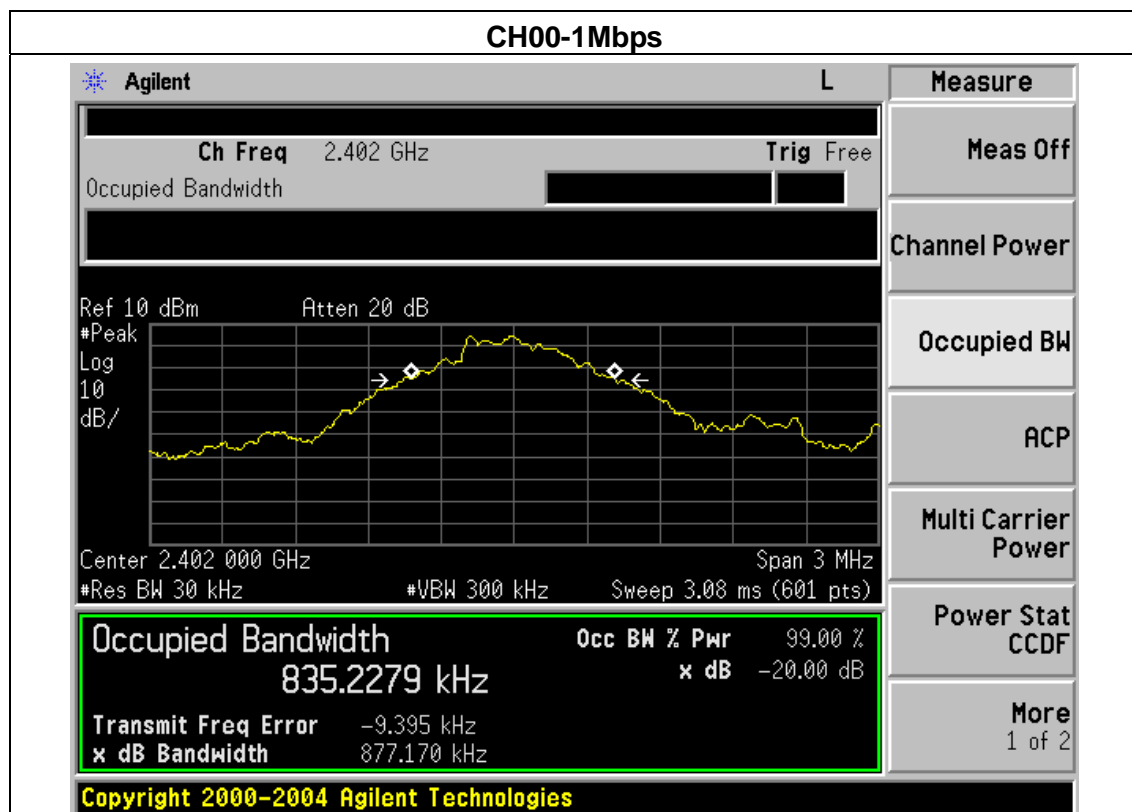 CH00-1Mbps
Agilent L Measure
Ch Freq 2.402 GHz Trig Free
Occupied Bandwidth
Meas Off
Channel Power
Ref 10 dBm Atten 20 dB
#Peak
Log
10
dB/
Occupied BW
ACP
Multi Carrier
Power
Center 2.402 000 GHz Span 3 MHz
#Res BW 30 kHz #VBW 300 kHz Sweep 3.08 ms (601 pts)
Power Stat
CCDF
Occupied Bandwidth Occ BW % Pwr 99.00 %
835.2279 kHz x dB -20.00 dB
Transmit Freq Error -9.395 kHz
x dB Bandwidth 877.170 kHz
More
1 of 2
Copyright 2000-2004 Agilent Technologies